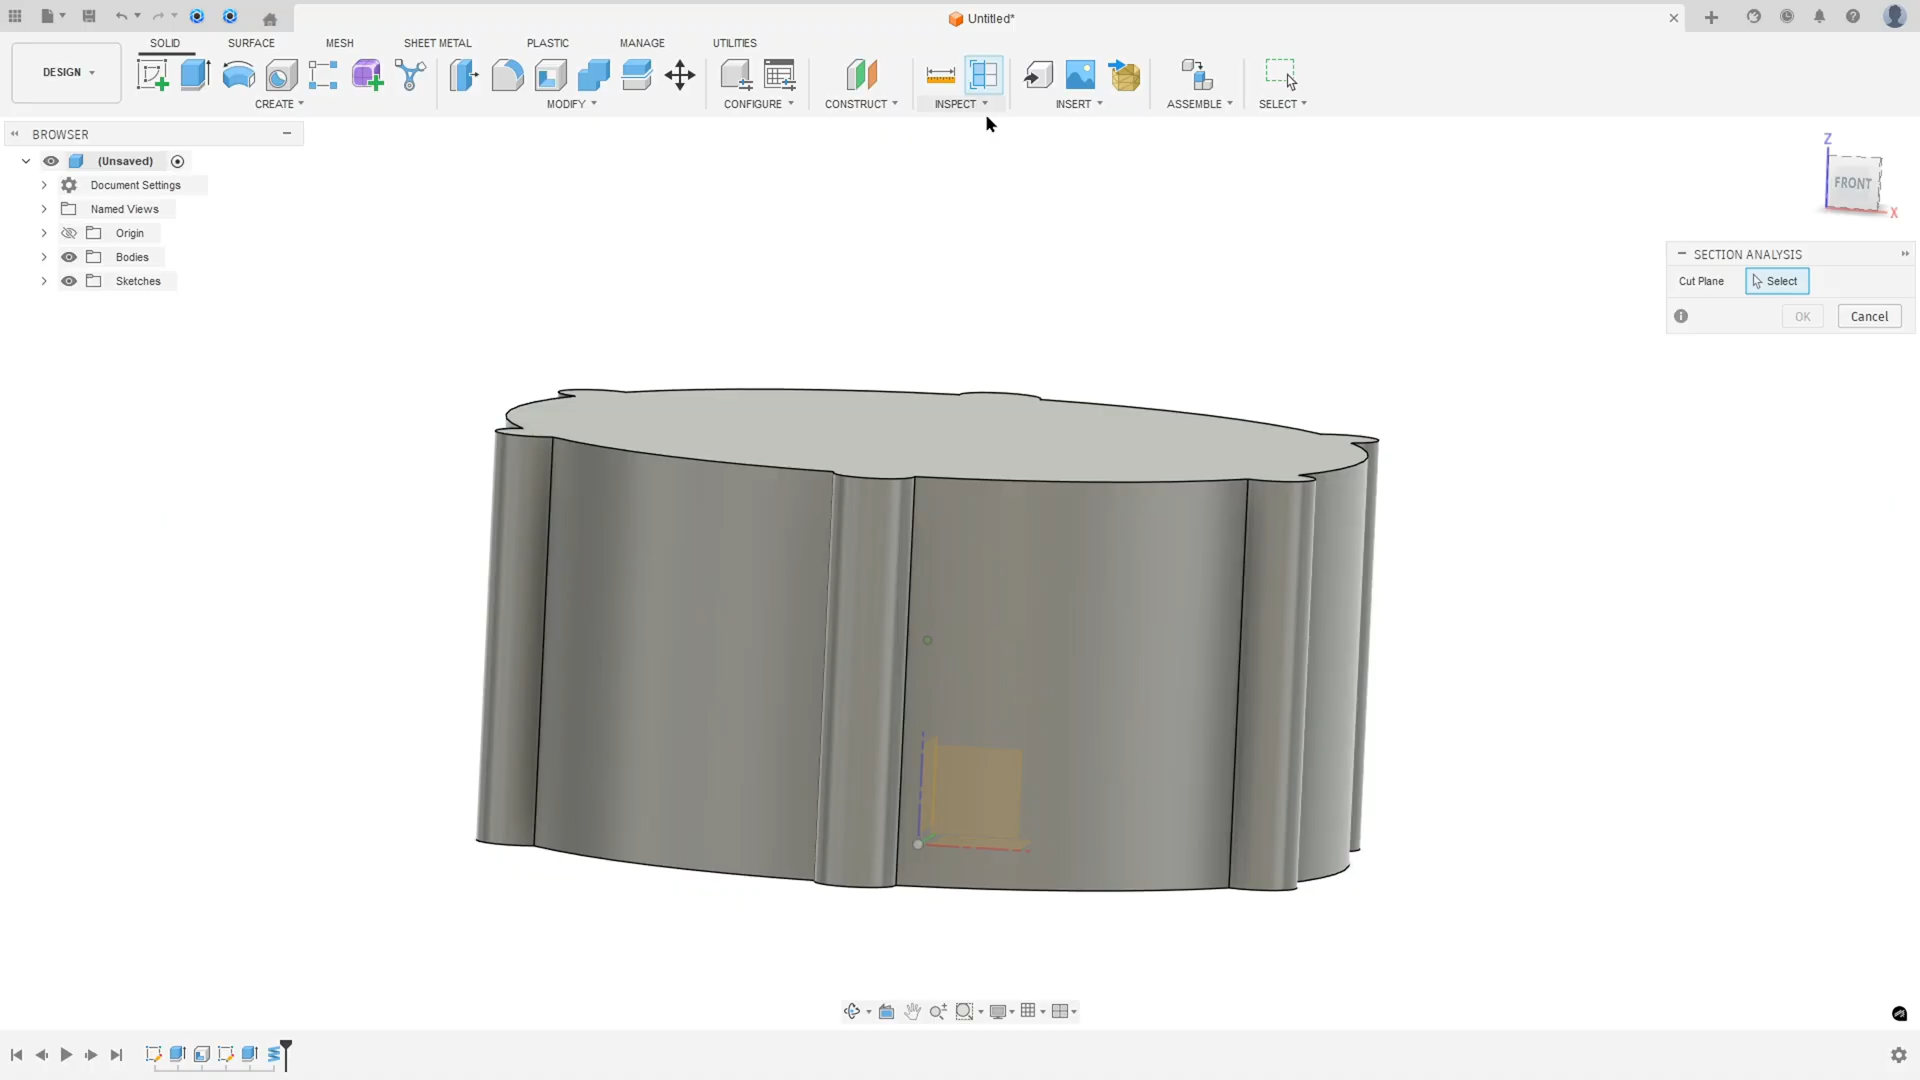 Untitled*
DESIGN
SOLID
SURFACE
MESH
SHEET METAL
PLASTIC
MANAGE
UTILITIES
CREATE
MODIFY
CONFIGURE
CONSTRUCT
INSPECT
INSERT
ASSEMBLE
SELECT
BROWSER
(Unsaved)
Document Settings
Named Views
Origin
Bodies
Sketches
Z
FRONT
X
SECTION ANALYSIS
Cut Plane
Select
OK
Cancel